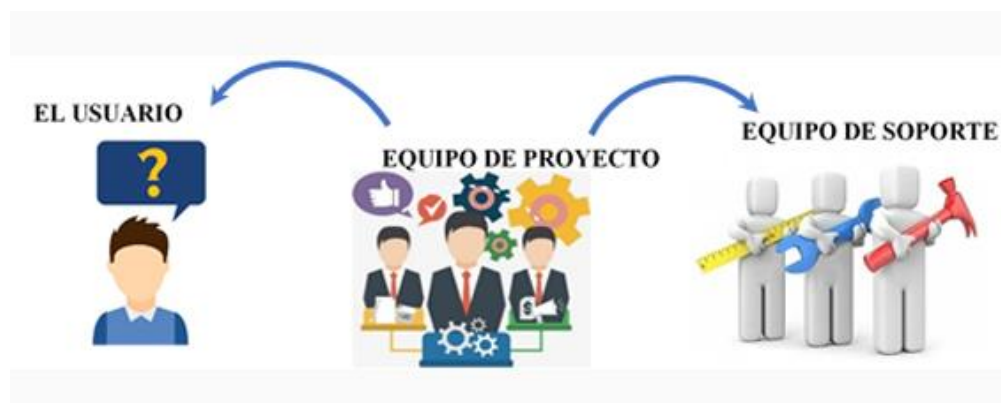 EL USUARIO
EQUIPO DE PROYECTO
EQUIPO DE SOPORTE
?
$